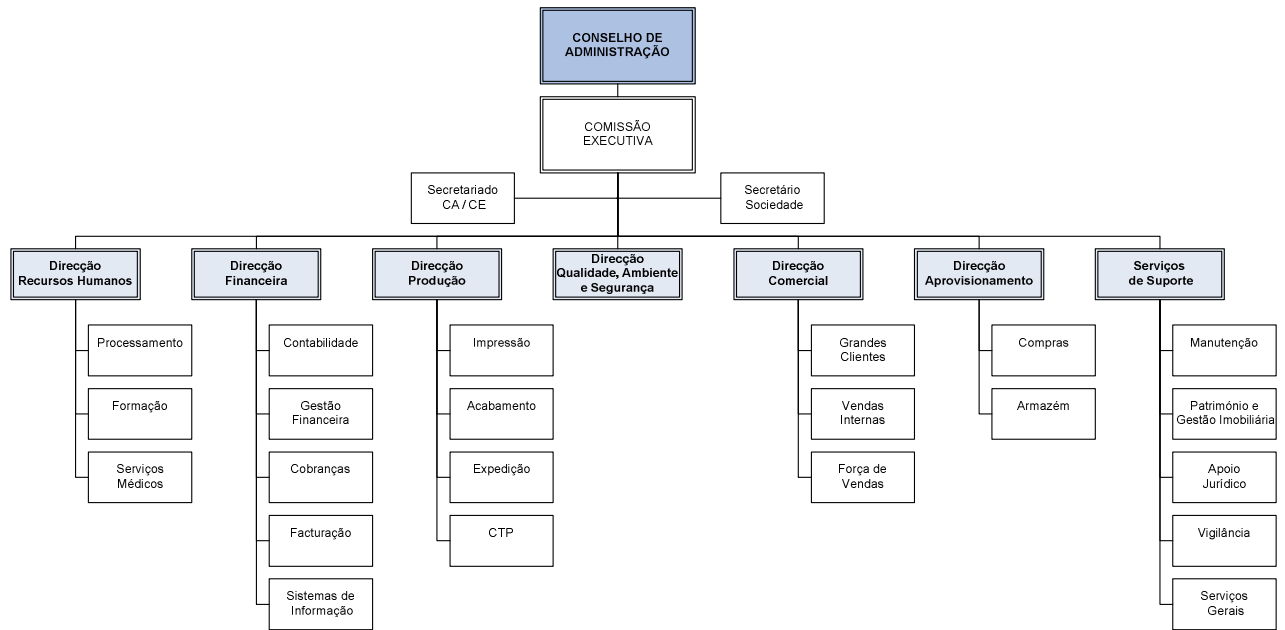 CONSELHO DE
ADMINISTRAÇÃO
COMISSÃO
EXECUTIVA
Secretariado
CA / CE
Secretário
Sociedade
Direcção
Recursos Humanos
Direcção
Financeira
Direcção
Produção
Direcção
Qualidade, Ambiente
e Segurança
Direcção
Comercial
Direcção
Aprovisionamento
Serviços
de Suporte
Processamento
Formação
Serviços
Médicos
Contabilidade
Gestão
Financeira
Cobranças
Facturação
Sistemas de
Informação
Impressão
Acabamento
Expedição
CTP
Grandes
Clientes
Vendas
Internas
Força de
Vendas
Compras
Armazém
Manutenção
Património e
Gestão Imobiliária
Apoio
Jurídico
Vigilância
Serviços
Gerais